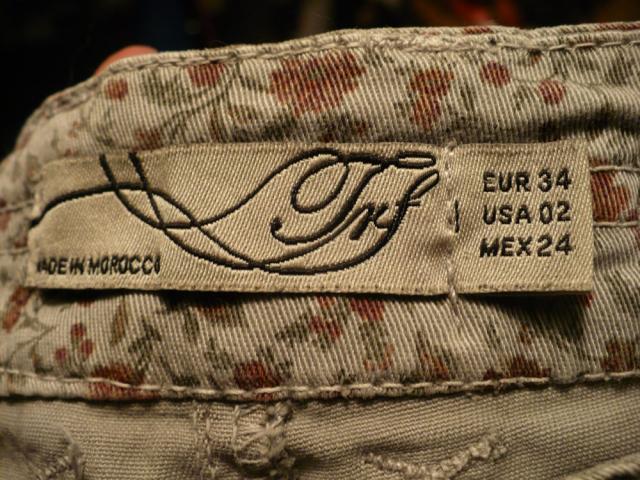 Trf
MADE IN MOROCCO
EUR 34
USA 02
MEX 24